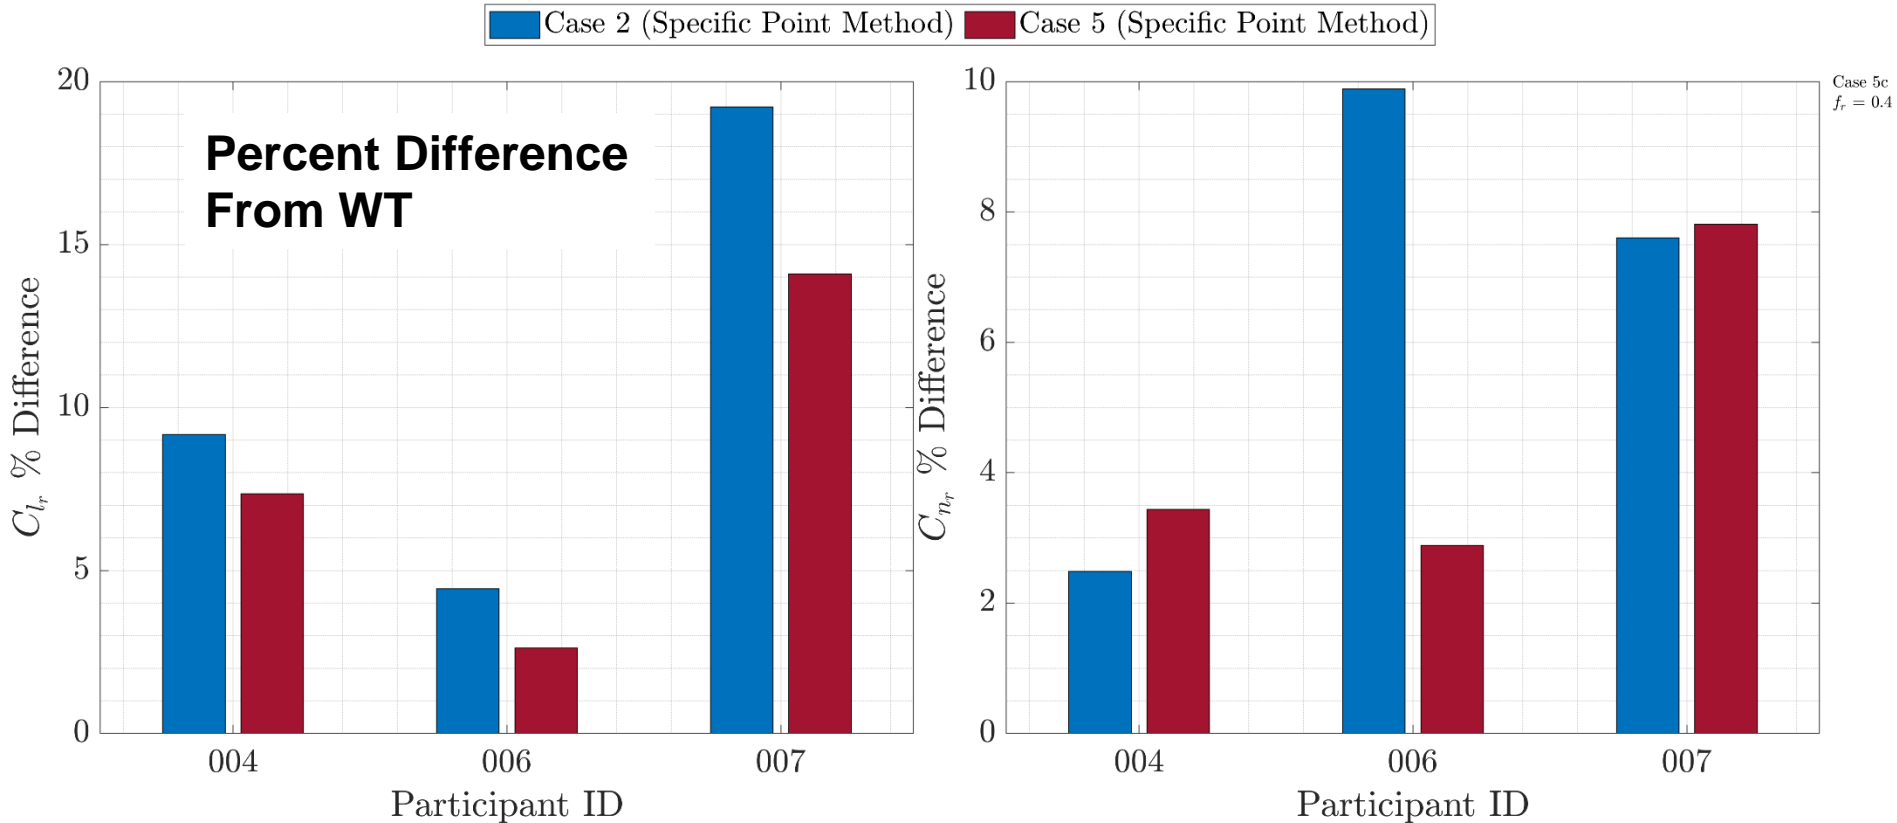 Case 2 (Specific Point Method) Case 5 (Specific Point Method)
Percent Difference
From WT
20
15
10
5
0
C_{l_r} % Difference
004 006 007
Participant ID
10
8
6
4
2
0
C_{n_r} % Difference
004 006 007
Participant ID
Case 5c
f_r = 0.4